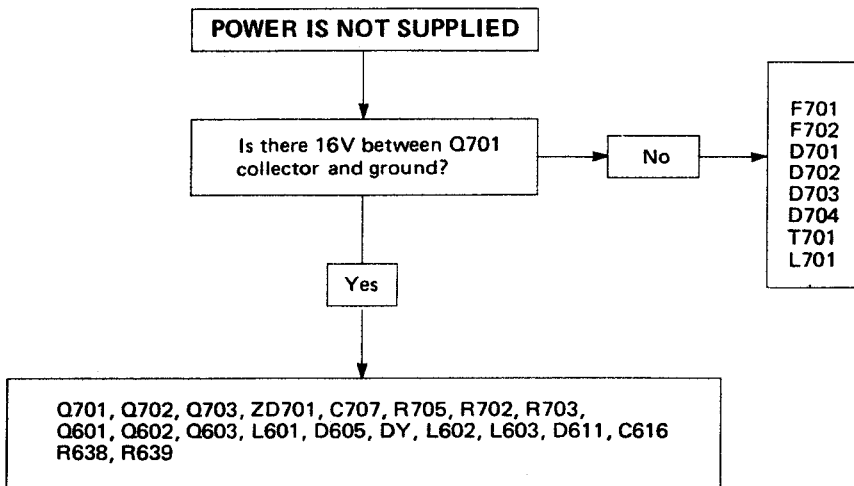 POWER IS NOT SUPPLIED
Is there 16V between Q701
collector and ground?
No
F701
F702
D701
D702
D703
D704
T701
L701
Yes
Q701, Q702, Q703, ZD701, C707, R705, R702, R703,
Q601, Q602, Q603, L601, D605, DY, L602, L603, D611, C616
R638, R639